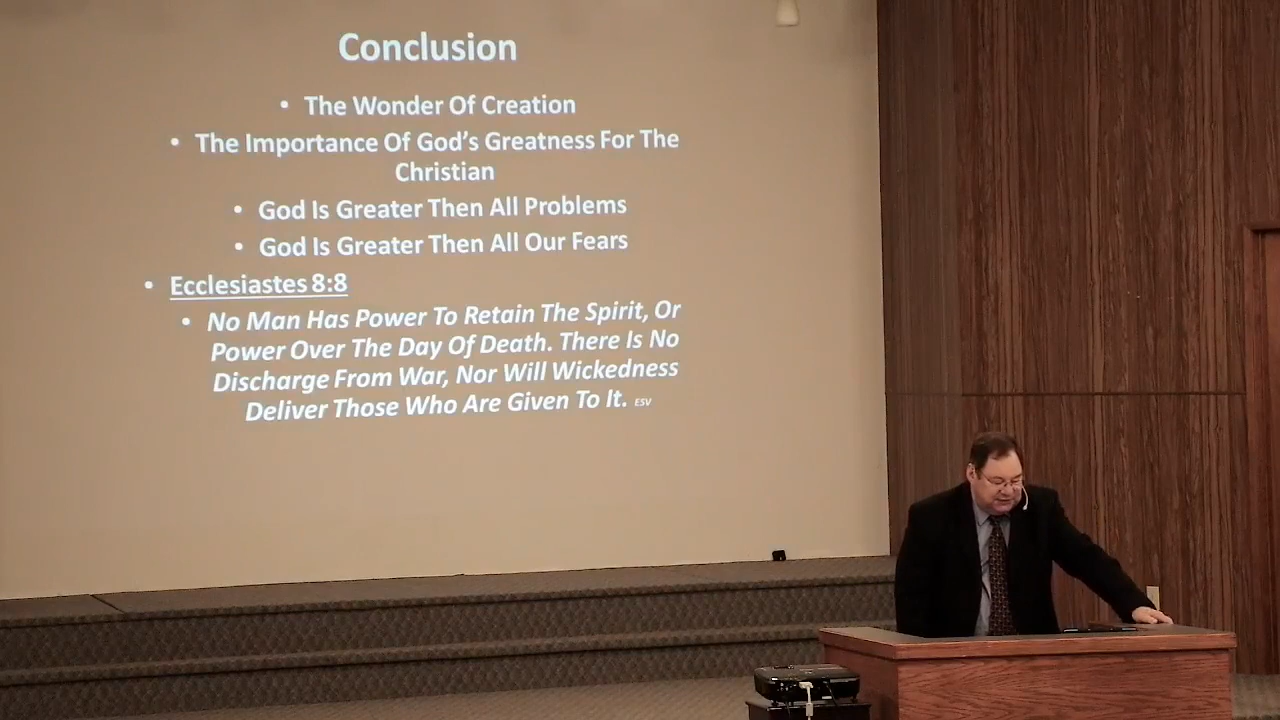 Conclusion
• The Wonder Of Creation
• The Importance Of God's Greatness For The
Christian
• God Is Greater Then All Problems
• God Is Greater Then All Our Fears
• Ecclesiastes 8:8
• No Man Has Power To Retain The Spirit, Or
Power Over The Day Of Death. There Is No
Discharge From War, Nor Will Wickedness
Deliver Those Who Are Given To It. ESV